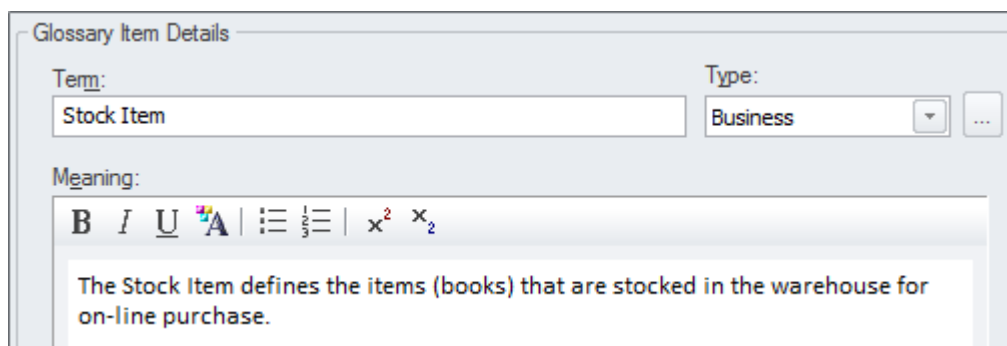 Glossary Item Details
Term:
Type:
Stock Item
Business
...
Meaning:
B I U A x² x₂
The Stock Item defines the items (books) that are stocked in the warehouse for
on-line purchase.